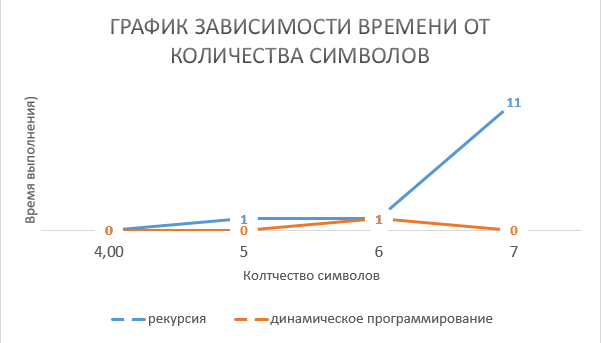 ГРАФИК ЗАВИСИМОСТИ ВРЕМЕНИ ОТ
КОЛИЧЕСТВА СИМВОЛОВ
Время выполнения)
11
1
1
0
0
0
4,00
5
6
7
Колтчество символов
рекурсия
динамическое программирование